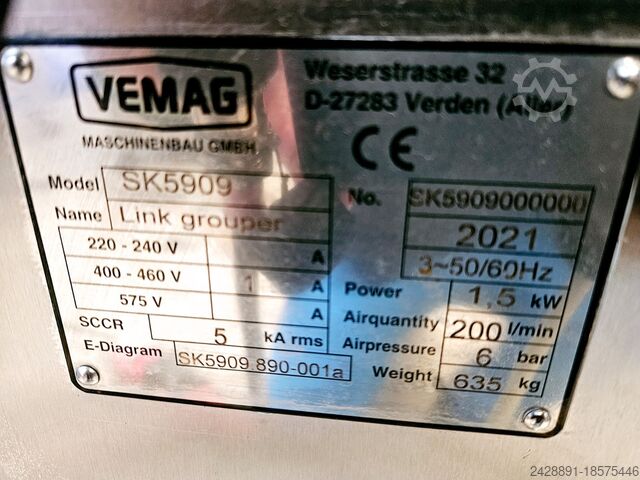 VEMAG
MASCHINENBAU GMBH
Weserstrasse 32
D-27283 Verden (Aller)
CE
Model SK5909
No. SK5909000000
Name Link grouper
2021
220 - 240 V A
3~50/60Hz
400 - 460 V 1 A
Power 1,5 kW
575 V A
Airquantity 200 l/min
SCCR 5 kA rms
Airpressure 6 bar
E-Diagram SK5909.890-001a
Weight 635 kg
2428891-18575446